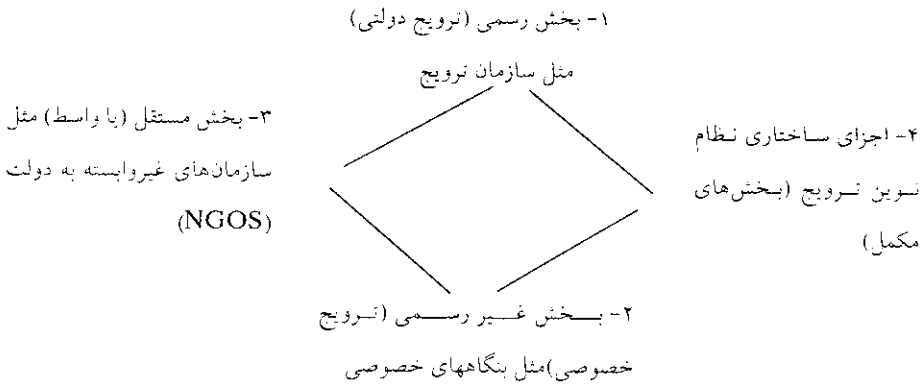 ۱- بخش رسمی (ترویج دولتی)
مثل سازمان ترویج
۴- اجزای ساختاری نظام
نوین ترویج (بخش‌های
مکمل)
۳- بخش مستقل (یا واسط) مثل
سازمان‌های غیروابسته به دولت
(NGOS)
۲- بخش غیر رسمی (ترویج
خصوصی)مثل بنگاههای خصوصی